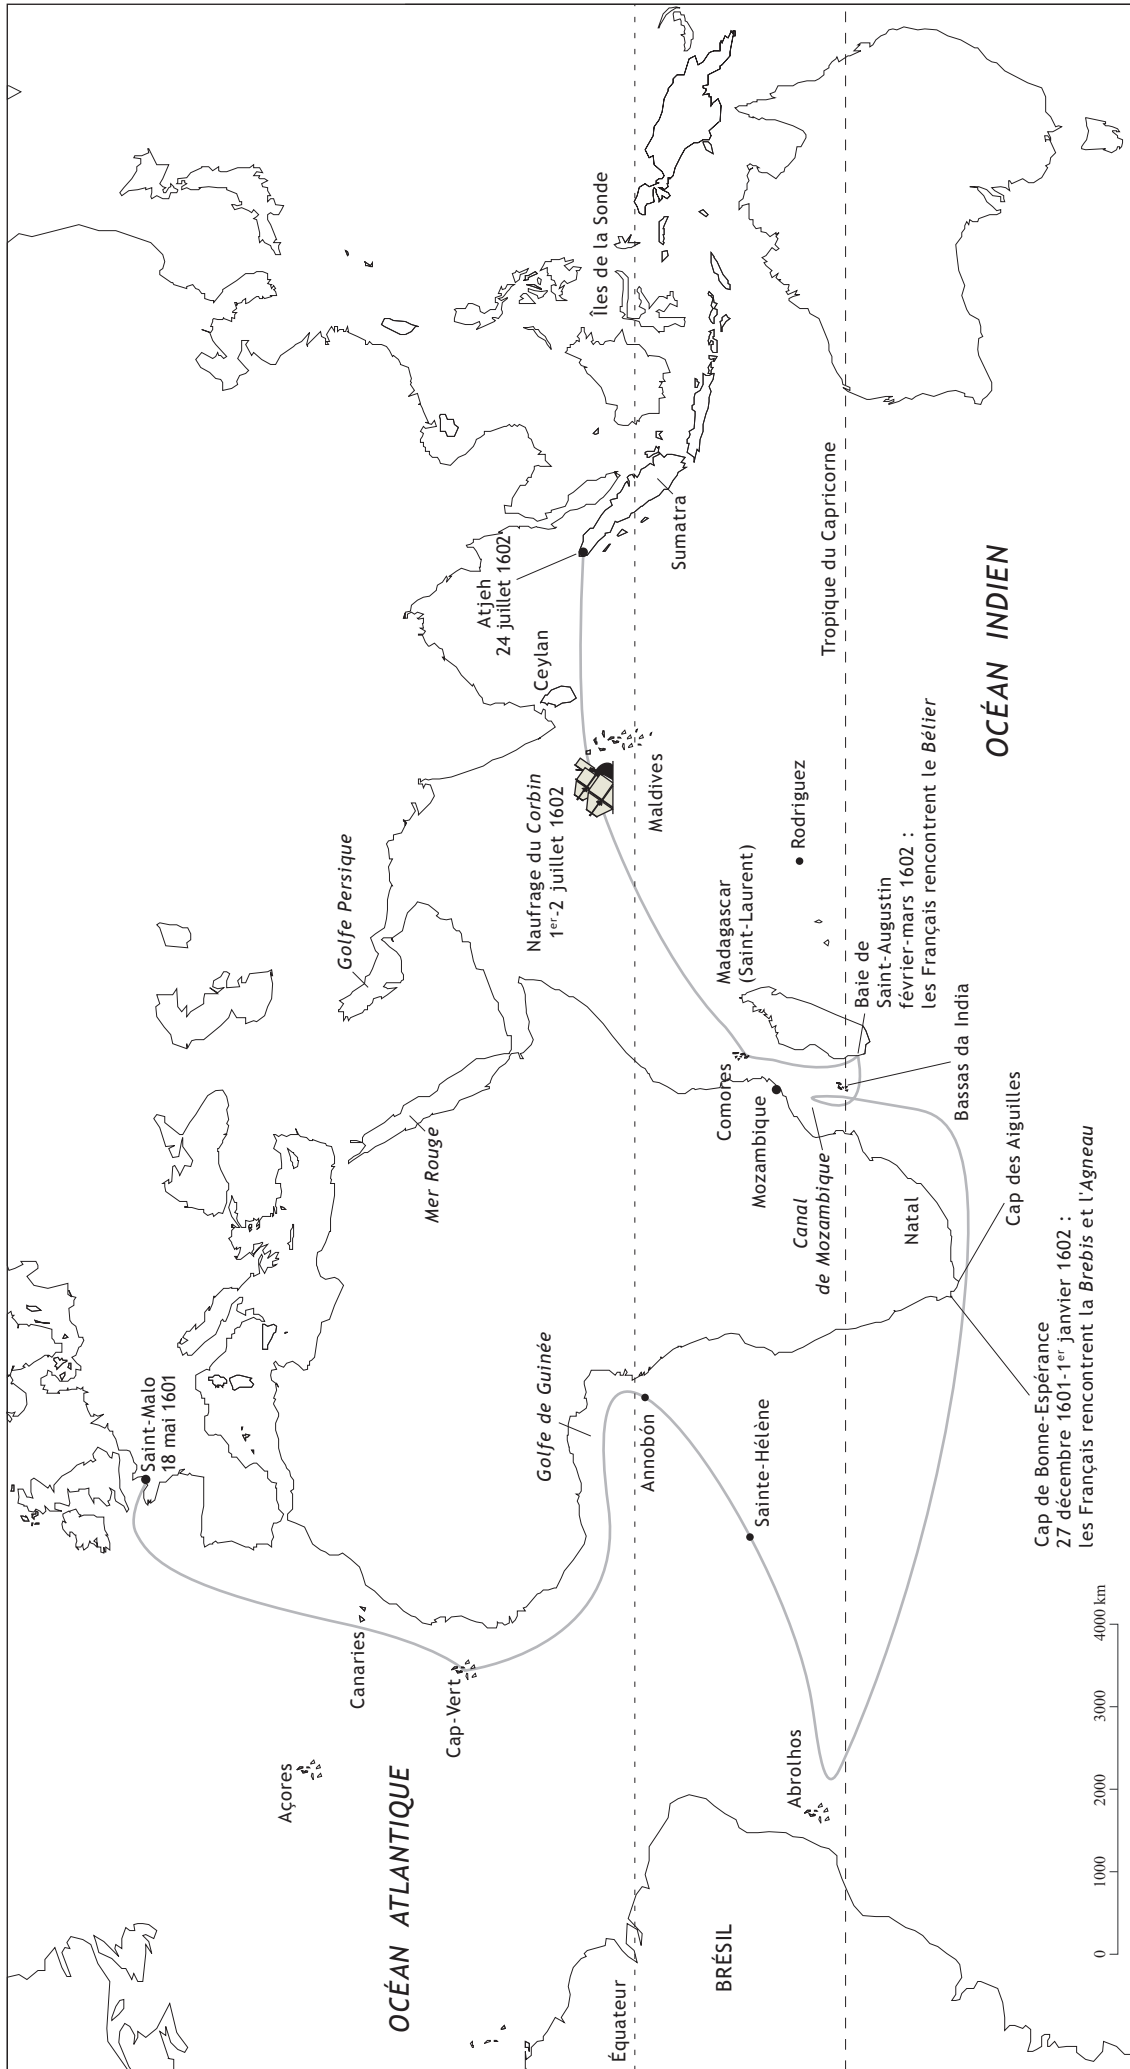 OCÉAN ATLANTIQUE
Açores
Canaries
Cap-Vert
Saint-Malo
18 mai 1601
Golfe de Guinée
Annobón
Sainte-Hélène
Abrolhos
Équateur
BRÉSIL
0 1000 2000 3000 4000 km
Cap de Bonne-Espérance
27 décembre 1601-1er janvier 1602 :
les Français rencontrent la Brebis et l'Agneau
Cap des Aiguilles
Natal
Canal
de Mozambique
Mozambique
Comores
Bassas da India
Baie de
Saint-Augustin
février-mars 1602 :
les Français rencontrent le Bélier
Madagascar
(Saint-Laurent)
Rodriguez
Mer Rouge
Golfe Persique
Naufrage du Corbin
1er-2 juillet 1602
Maldives
Ceylan
Atjeh
24 juillet 1602
Sumatra
Îles de la Sonde
Tropique du Capricorne
OCÉAN INDIEN